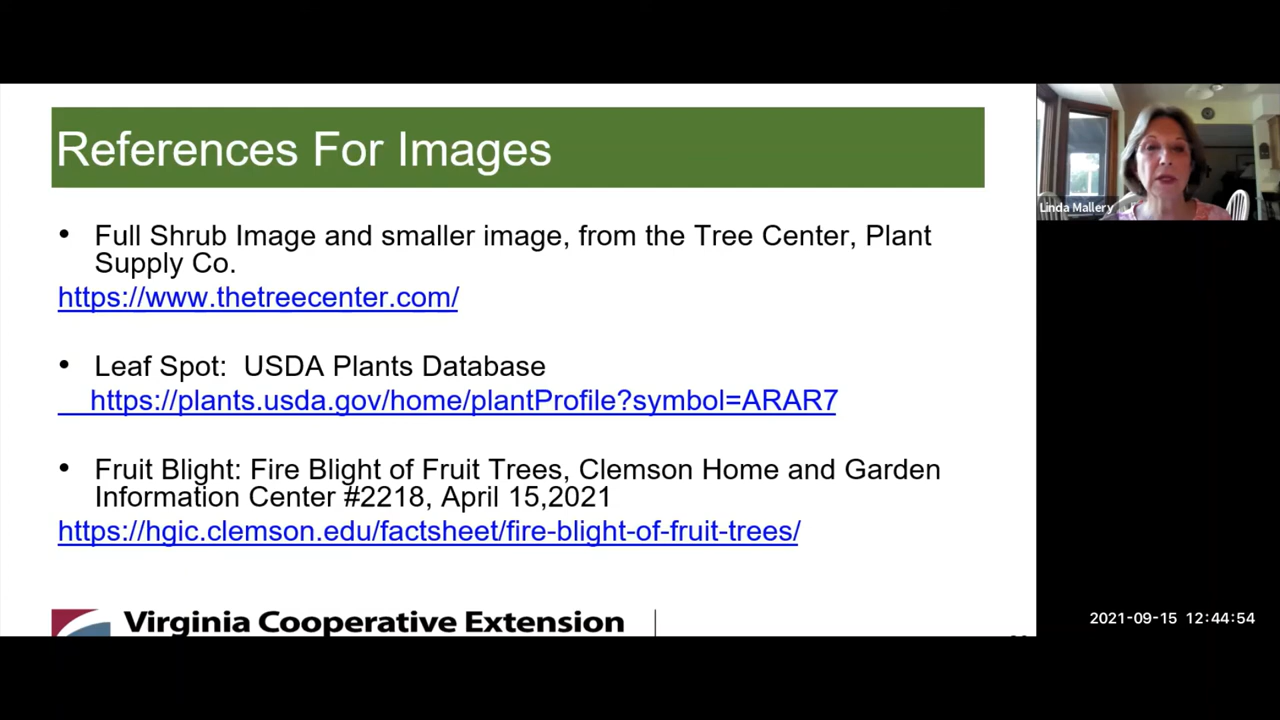 References For Images
• Full Shrub Image and smaller image, from the Tree Center, Plant
Supply Co.
https://www.thetreecenter.com/
• Leaf Spot:  USDA Plants Database
https://plants.usda.gov/home/plantProfile?symbol=ARAR7
• Fruit Blight: Fire Blight of Fruit Trees, Clemson Home and Garden
Information Center #2218, April 15,2021
https://hgic.clemson.edu/factsheet/fire-blight-of-fruit-trees/
Virginia Cooperative Extension
Linda Mallery
2021-09-15 12:44:54